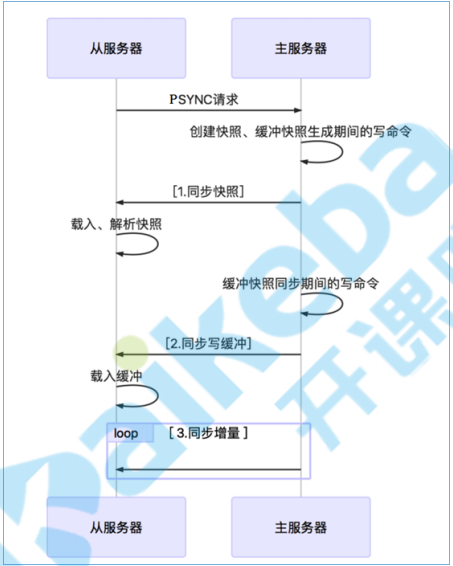 从服务器
主服务器
PSYNC请求
创建快照、缓冲快照生成期间的写命令
[1.同步快照]
载入、解析快照
缓冲快照同步期间的写命令
[2.同步写缓冲]
载入缓冲
loop
[ 3.同步增量 ]
从服务器
主服务器
kaikeba
开课吧